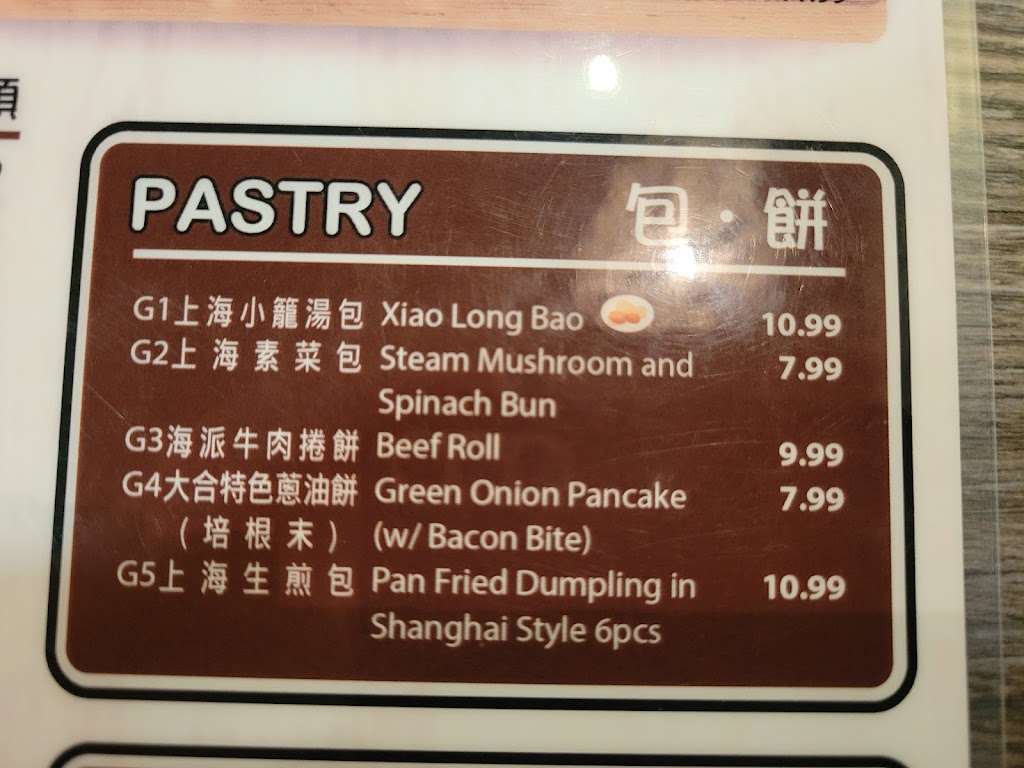 PASTRY 包·餅
G1上海小籠湯包 Xiao Long Bao 10.99
G2上海素菜包 Steam Mushroom and 7.99
Spinach Bun
G3海派牛肉捲餅 Beef Roll 9.99
G4大合特色蔥油餅 Green Onion Pancake 7.99
(培根末) (w/ Bacon Bite)
G5上海生煎包 Pan Fried Dumpling in 10.99
Shanghai Style 6pcs